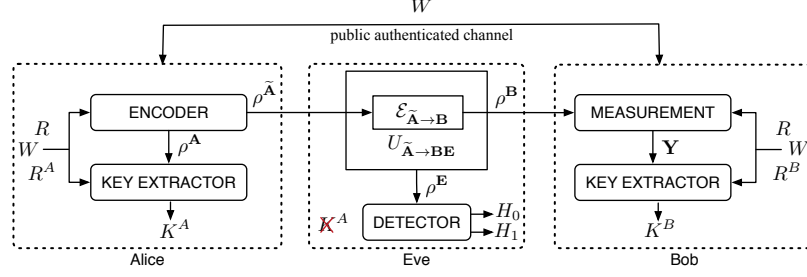 W
public authenticated channel
ENCODER
ρ^Ã
ρ^A
R
W
R^A
KEY EXTRACTOR
K^A
Alice
ℰ_Ã→B
U_Ã→BE
ρ^B
ρ^E
K^A
DETECTOR
H_0
H_1
Eve
MEASUREMENT
Y
R
W
R^B
KEY EXTRACTOR
K^B
Bob